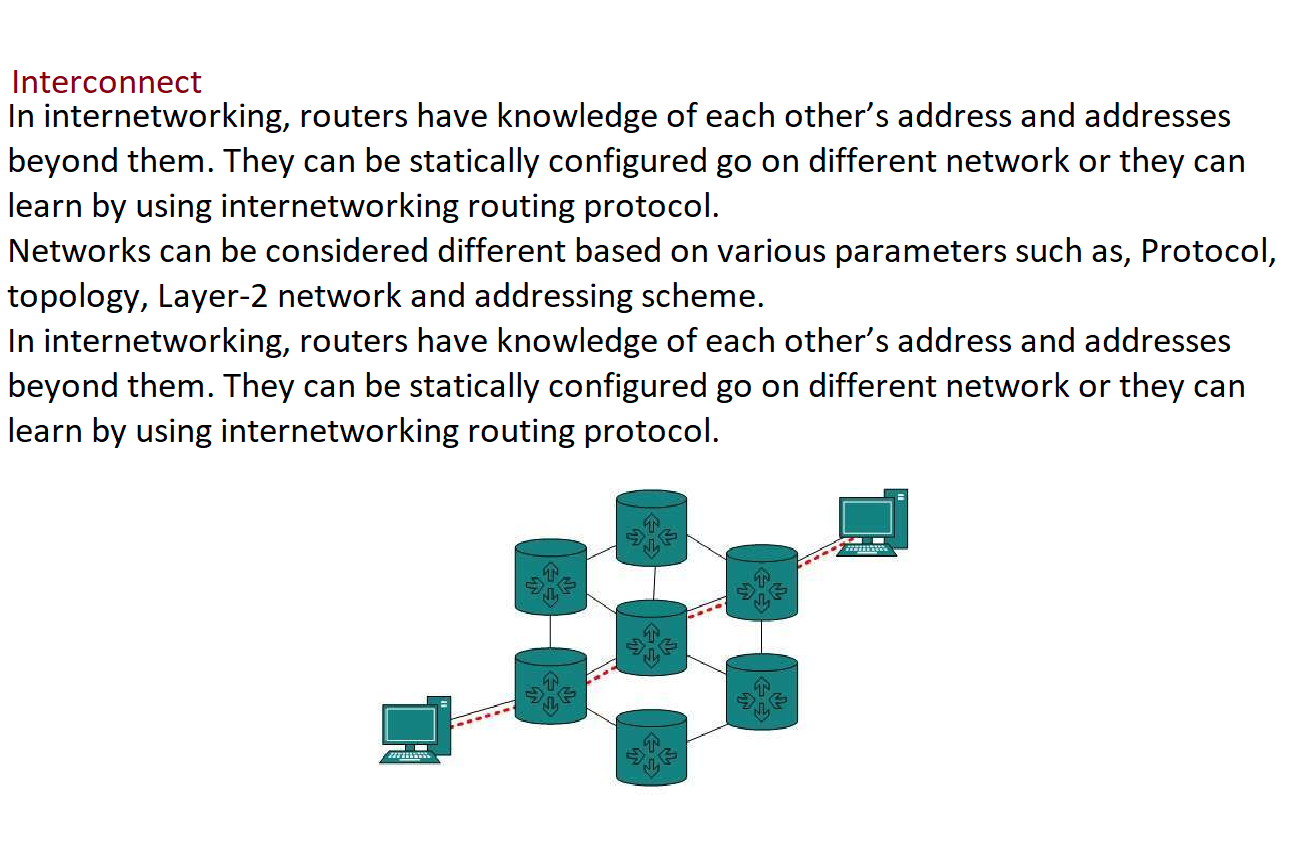 Interconnect
In internetworking, routers have knowledge of each other’s address and addresses
beyond them. They can be statically configured go on different network or they can
learn by using internetworking routing protocol.
Networks can be considered different based on various parameters such as, Protocol,
topology, Layer-2 network and addressing scheme.
In internetworking, routers have knowledge of each other’s address and addresses
beyond them. They can be statically configured go on different network or they can
learn by using internetworking routing protocol.